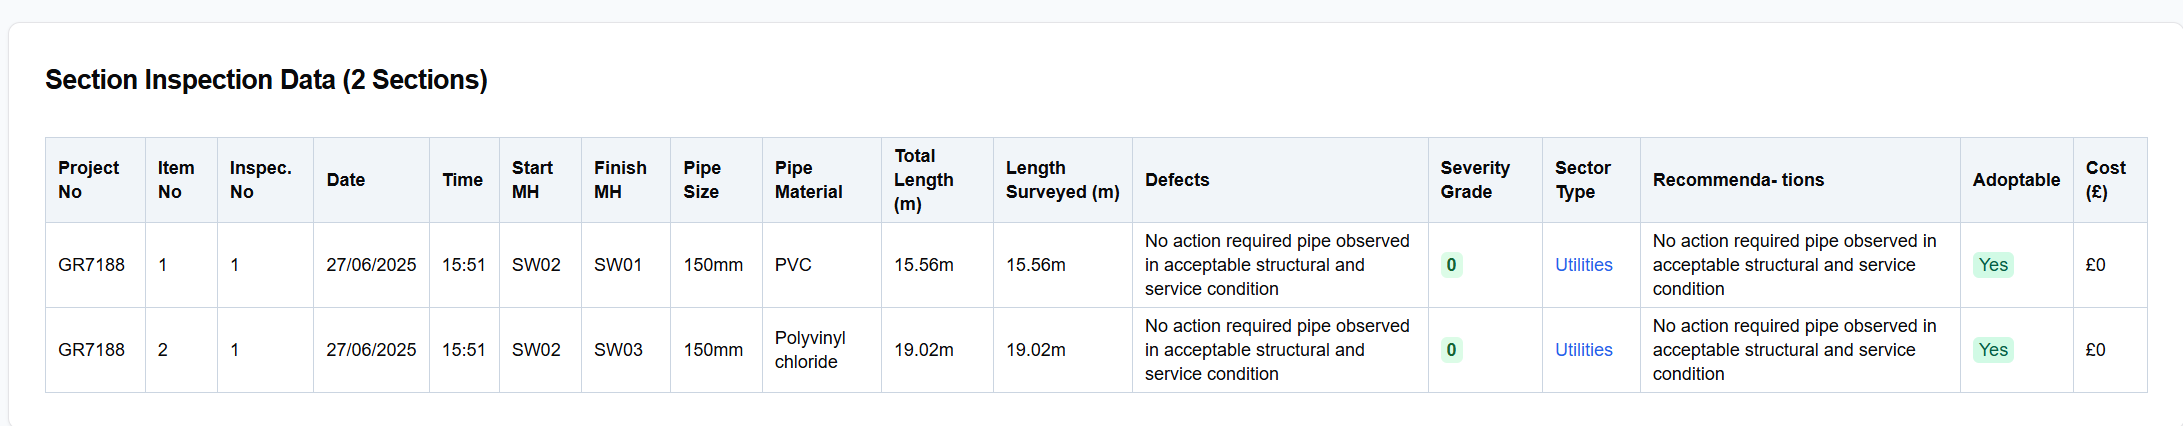 Section Inspection Data (2 Sections)
Project No | Item No | Inspec. No | Date | Time | Start MH | Finish MH | Pipe Size | Pipe Material | Total Length (m) | Length Surveyed (m) | Defects | Severity Grade | Sector Type | Recommenda- tions | Adoptable | Cost (£)
GR7188 | 1 | 1 | 27/06/2025 | 15:51 | SW02 | SW01 | 150mm | PVC | 15.56m | 15.56m | No action required pipe observed in acceptable structural and service condition | 0 | Utilities | No action required pipe observed in acceptable structural and service condition | Yes | £0
GR7188 | 2 | 1 | 27/06/2025 | 15:51 | SW02 | SW03 | 150mm | Polyvinyl chloride | 19.02m | 19.02m | No action required pipe observed in acceptable structural and service condition | 0 | Utilities | No action required pipe observed in acceptable structural and service condition | Yes | £0